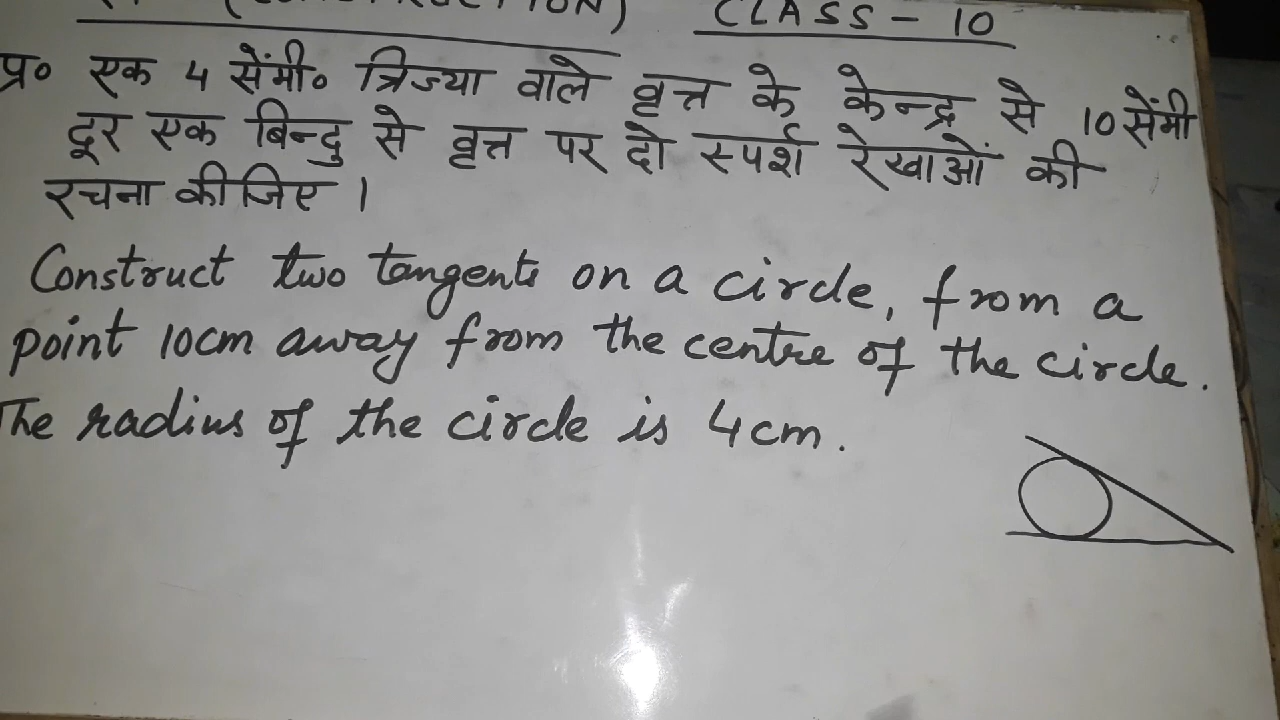 (CONSTRUCTION) CLASS - 10
प्र० एक 4 सेंमी० त्रिज्या वाले वृत्त के केन्द्र से 10 सेंमी
दूर एक बिन्दु से वृत्त पर दो स्पर्श रेखाओं की
रचना कीजिए।
Construct two tangents on a circle, from a
point 10cm away from the centre of the circle.
The radius of the circle is 4cm.